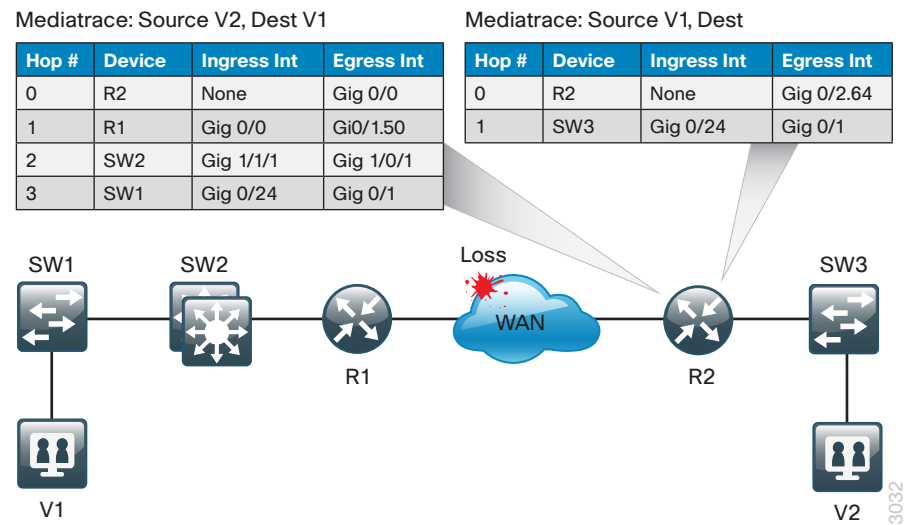 Mediatrace: Source V2, Dest V1
Hop # Device Ingress Int Egress Int
0 R2 None Gig 0/0
1 R1 Gig 0/0 Gi0/1.50
2 SW2 Gig 1/1/1 Gig 1/0/1
3 SW1 Gig 0/24 Gig 0/1
Mediatrace: Source V1, Dest
Hop # Device Ingress Int Egress Int
0 R2 None Gig 0/2.64
1 SW3 Gig 0/24 Gig 0/1
SW1
SW2
Loss
SW3
WAN
R1
R2
V1
V2
3032